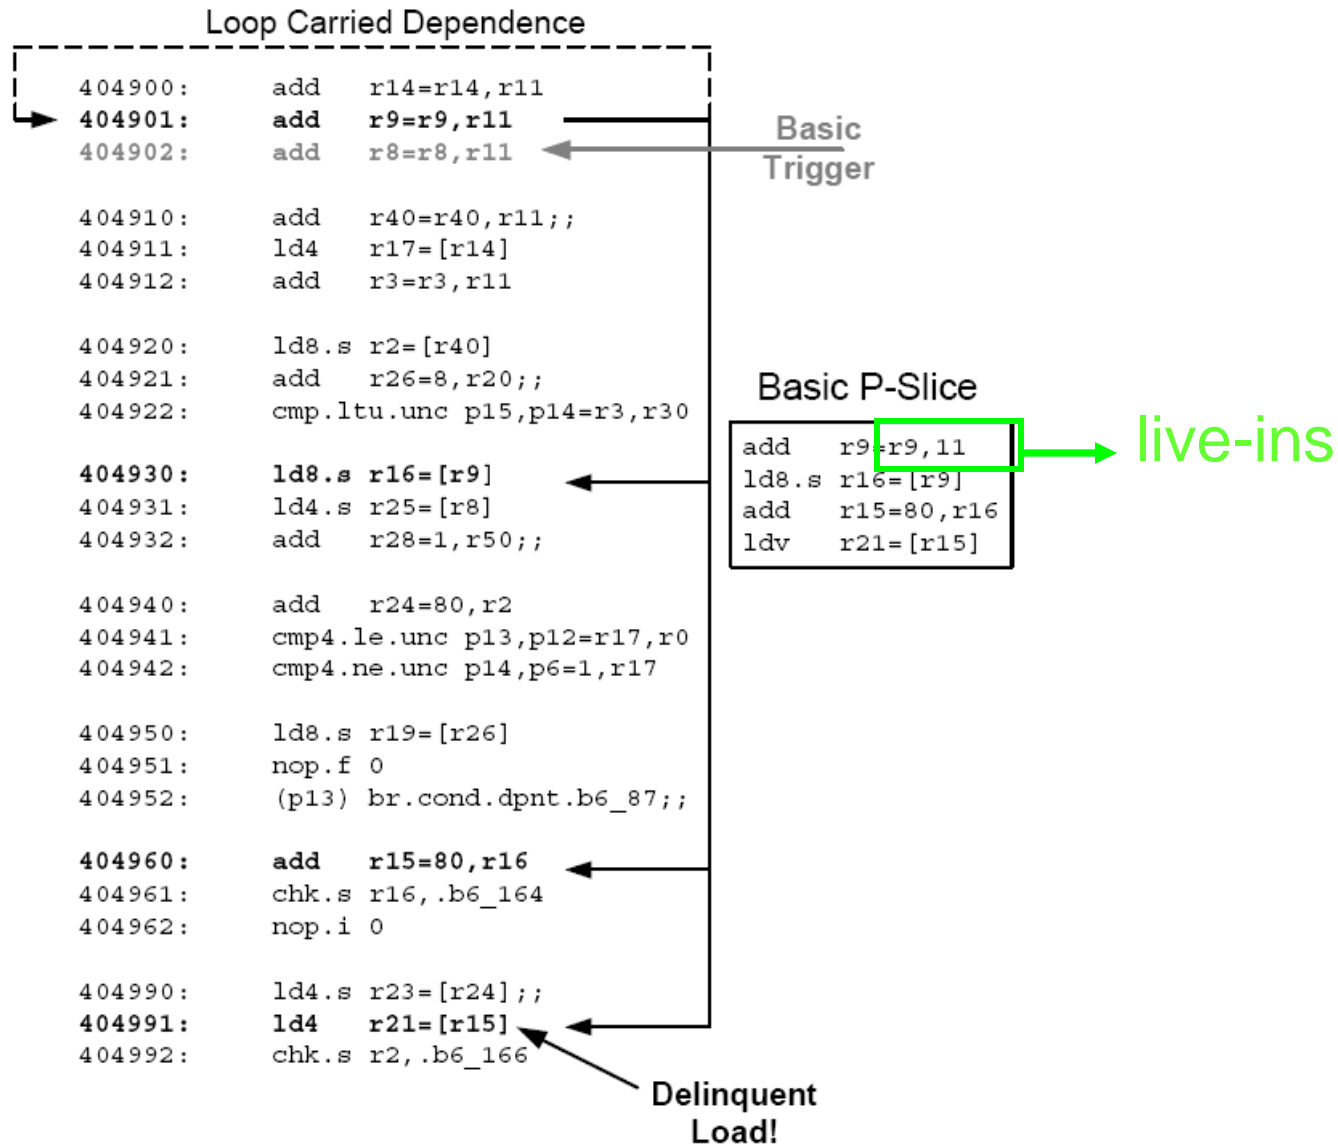 Loop Carried Dependence
404900: add r14=r14,r11
404901: add r9=r9,r11
404902: add r8=r8,r11
Basic
Trigger
404910: add r40=r40,r11;;
404911: ld4 r17=[r14]
404912: add r3=r3,r11
404920: ld8.s r2=[r40]
404921: add r26=8,r20;;
404922: cmp.ltu.unc p15,p14=r3,r30
404930: ld8.s r16=[r9]
404931: ld4.s r25=[r8]
404932: add r28=1,r50;;
404940: add r24=80,r2
404941: cmp4.le.unc p13,p12=r17,r0
404942: cmp4.ne.unc p14,p6=1,r17
404950: ld8.s r19=[r26]
404951: nop.f 0
404952: (p13) br.cond.dpnt.b6_87;;
404960: add r15=80,r16
404961: chk.s r16,.b6_164
404962: nop.i 0
404990: ld4.s r23=[r24];;
404991: ld4 r21=[r15]
404992: chk.s r2,.b6_166
Delinquent
Load!
Basic P-Slice
add r9=r9,11
ld8.s r16=[r9]
add r15=80,r16
ldv r21=[r15]
live-ins